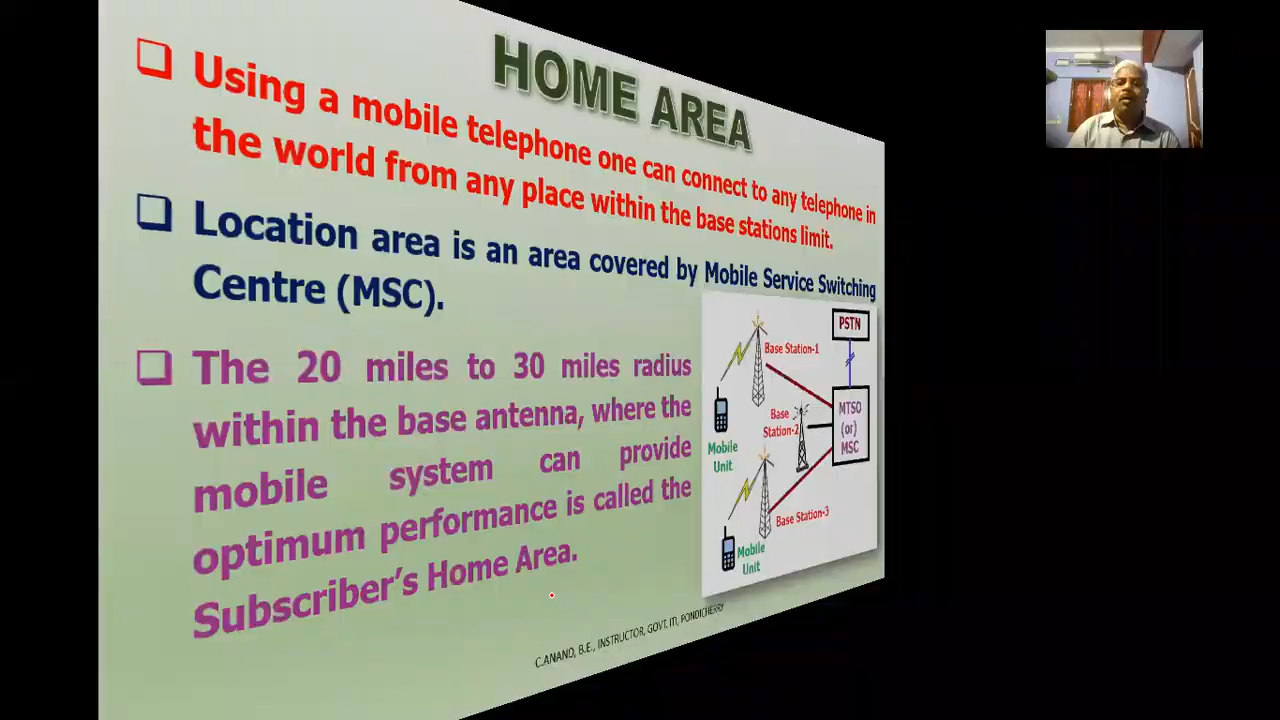 HOME AREA
Using a mobile telephone one can connect to any telephone in
the world from any place within the base stations limit.
Location area is an area covered by Mobile Service Switching
Centre (MSC).
The 20 miles to 30 miles radius
within the base antenna, where the
mobile system can provide
optimum performance is called the
Subscriber's Home Area.
PSTN
Base Station-1
Base
Station-2
MTSO
(or)
MSC
Mobile
Unit
Base Station-3
Mobile
Unit
C.ANAND, B.E., INSTRUCTOR, GOVT. ITI, PONDICHERRY